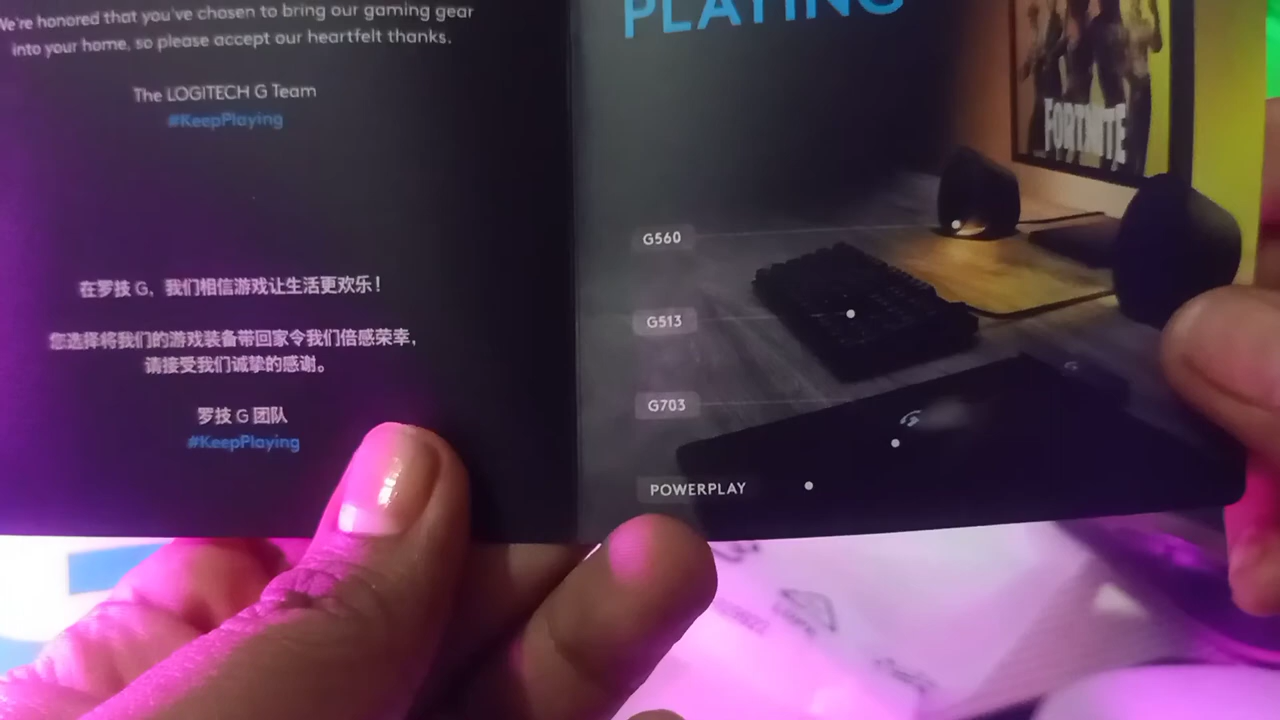 We're honored that you've chosen to bring our gaming gear
into your home, so please accept our heartfelt thanks.
The LOGITECH G Team
#KeepPlaying
在罗技 G，我们相信游戏让生活更欢乐！
您选择将我们的游戏装备带回家令我们倍感荣幸，
请接受我们诚挚的感谢。
罗技 G 团队
#KeepPlaying
PLAYING
FORTNITE
G560
G513
G703
POWERPLAY